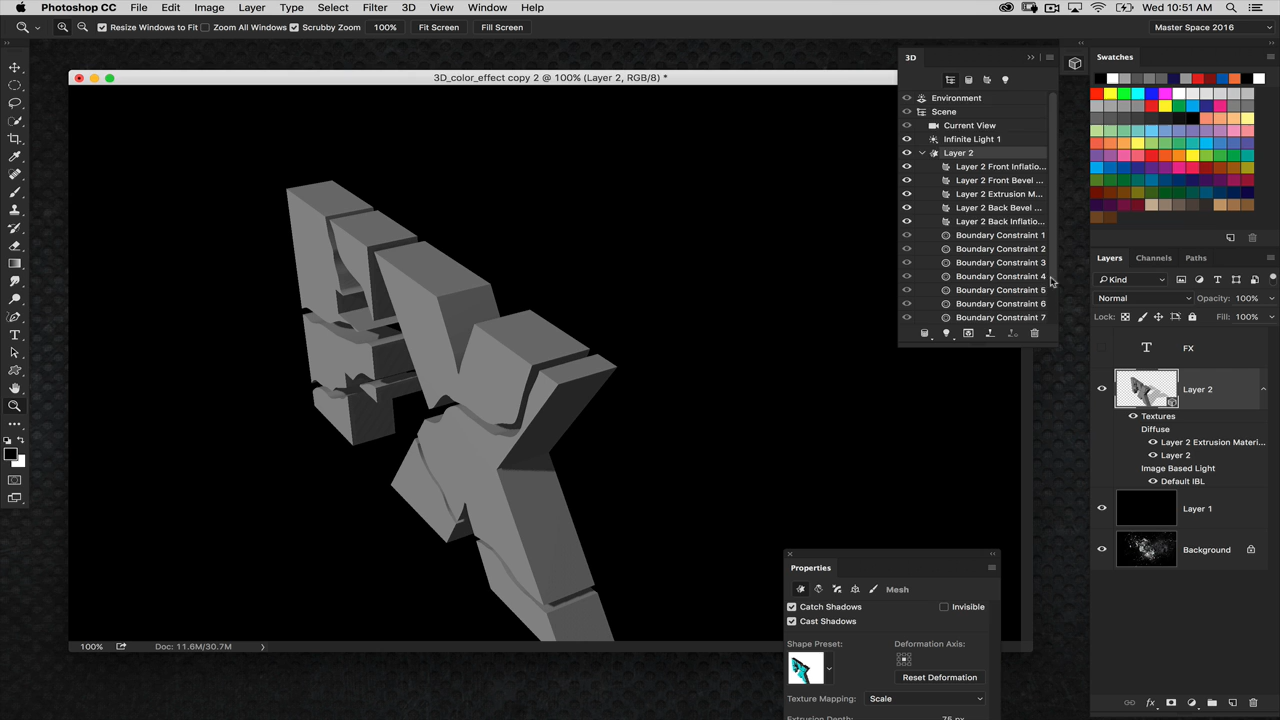 Photoshop CC File Edit Image Layer Type Select Filter 3D View Window Help Wed 10:51 AM
Resize Windows to Fit Zoom All Windows Scrubby Zoom 100% Fit Screen Fill Screen Master Space 2016
3D_color_effect copy 2 @ 100% (Layer 2, RGB/8) *
3D
Environment
Scene
Current View
Infinite Light 1
Layer 2
Layer 2 Front Inflatio...
Layer 2 Front Bevel ...
Layer 2 Extrusion M...
Layer 2 Back Bevel ...
Layer 2 Back Inflatio...
Boundary Constraint 1
Boundary Constraint 2
Boundary Constraint 3
Boundary Constraint 4
Boundary Constraint 5
Boundary Constraint 6
Boundary Constraint 7
Swatches
Layers Channels Paths
Kind
Normal Opacity: 100%
Lock: Fill: 100%
T FX
Layer 2
Textures
Diffuse
Layer 2 Extrusion Materi...
Layer 2
Image Based Light
Default IBL
Layer 1
Background
fx
Properties
Mesh
Catch Shadows Invisible
Cast Shadows
Shape Preset: Deformation Axis:
Reset Deformation
Texture Mapping: Scale
Extrusion Depth: 75 px
100% Doc: 11.6M/30.7M